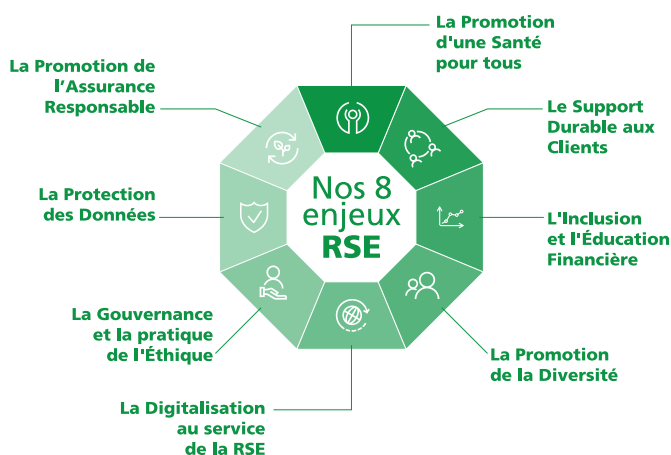 Nos 8
enjeux
RSE
La Promotion
d'une Santé
pour tous
Le Support
Durable aux
Clients
L'Inclusion
et l'Éducation
Financière
La Promotion
de la Diversité
La Digitalisation
au service
de la RSE
La Gouvernance
et la pratique
de l'Éthique
La Protection
des Données
La Promotion de
l’Assurance
Responsable